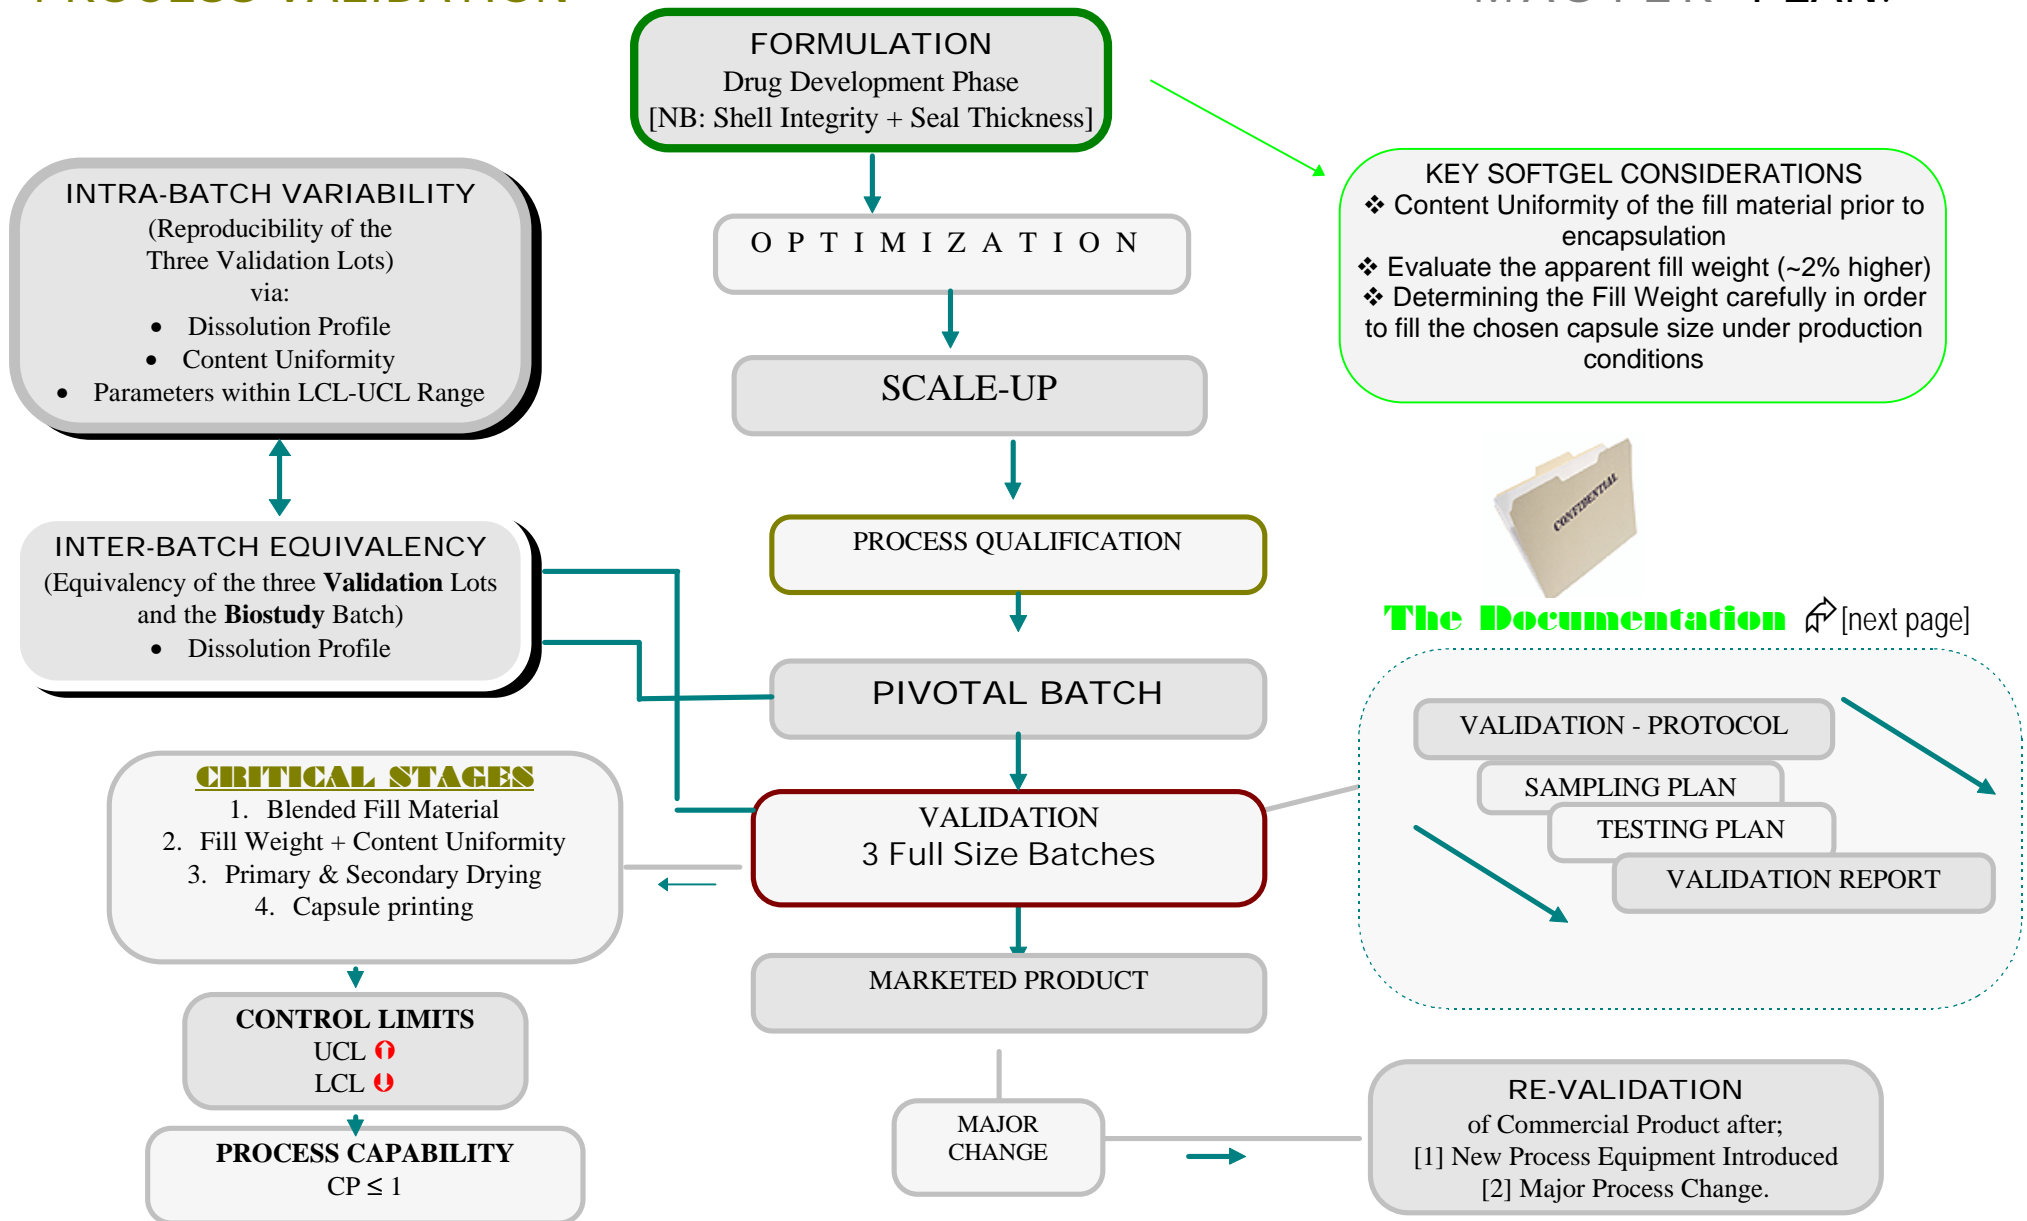 PROCESS VALIDATION MASTER PLAN.
FORMULATION
Drug Development Phase
[NB: Shell Integrity + Seal Thickness]
INTRA-BATCH VARIABILITY
(Reproducibility of the
Three Validation Lots)
via:
• Dissolution Profile
• Content Uniformity
• Parameters within LCL-UCL Range
OPTIMIZATION
KEY SOFTGEL CONSIDERATIONS
❖ Content Uniformity of the fill material prior to
encapsulation
❖ Evaluate the apparent fill weight (~2% higher)
❖ Determining the Fill Weight carefully in order
to fill the chosen capsule size under production
conditions
SCALE-UP
CONFIDENTIAL
PROCESS QUALIFICATION
INTER-BATCH EQUIVALENCY
(Equivalency of the three Validation Lots
and the Biostudy Batch)
• Dissolution Profile
The Documentation [next page]
PIVOTAL BATCH
VALIDATION - PROTOCOL
SAMPLING PLAN
TESTING PLAN
VALIDATION REPORT
CRITICAL STAGES
1. Blended Fill Material
2. Fill Weight + Content Uniformity
3. Primary & Secondary Drying
4. Capsule printing
VALIDATION
3 Full Size Batches
MARKETED PRODUCT
CONTROL LIMITS
UCL
LCL
PROCESS CAPABILITY
CP ≤ 1
MAJOR
CHANGE
RE-VALIDATION
of Commercial Product after;
[1] New Process Equipment Introduced
[2] Major Process Change.